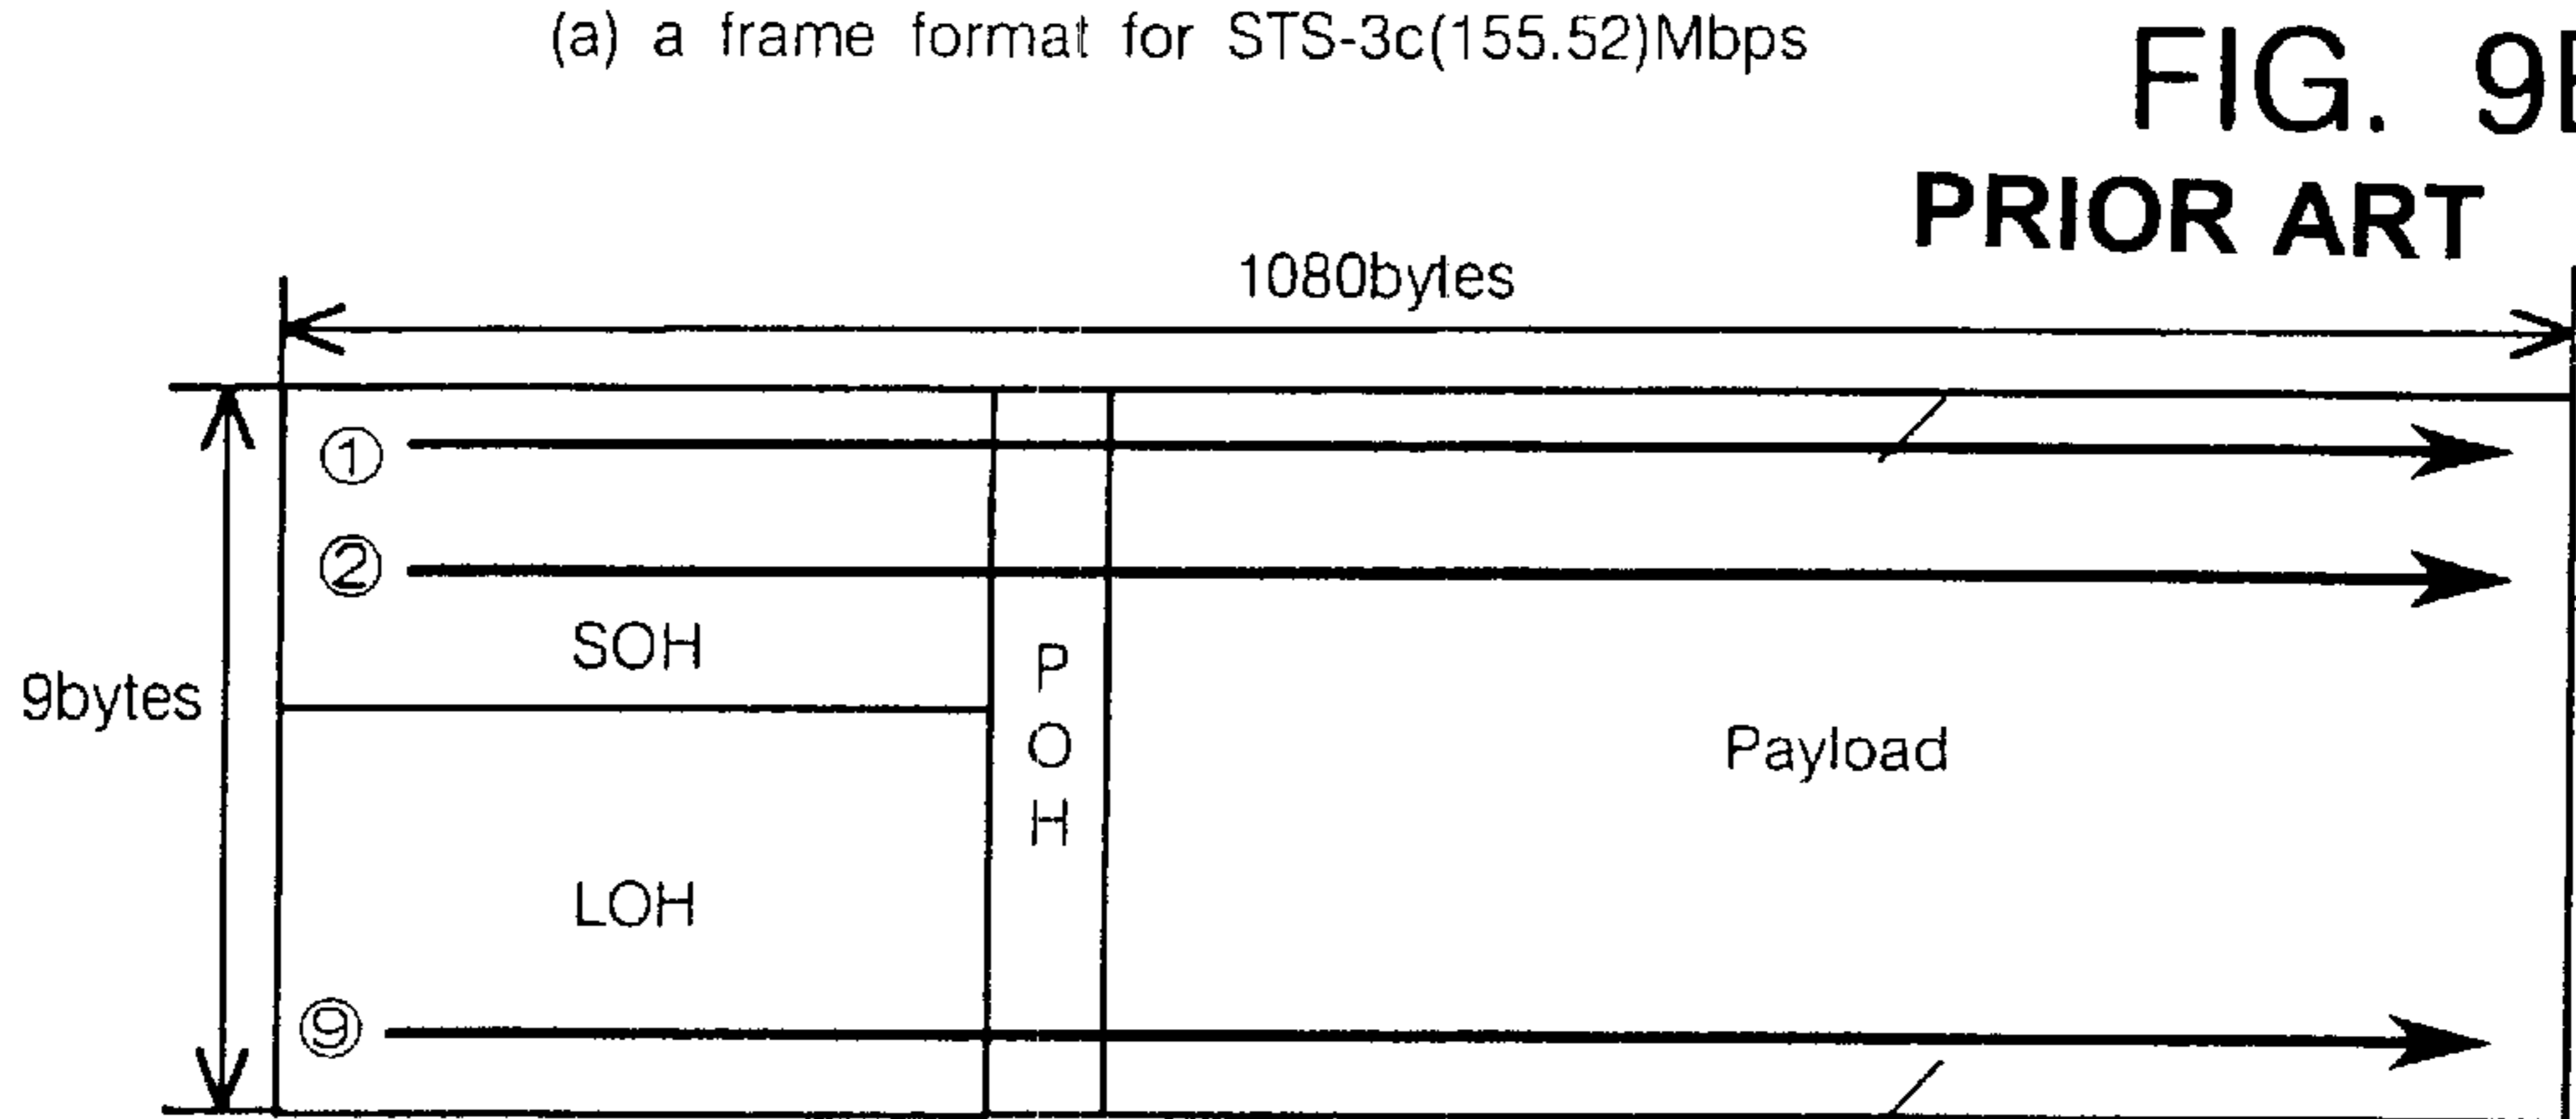 (a) a frame format for STS-3c(155.52)Mbps
FIG. 9
PRIOR ART
1080bytes
①
②
SOH
9bytes
P
O
H
Payload
LOH
⑨